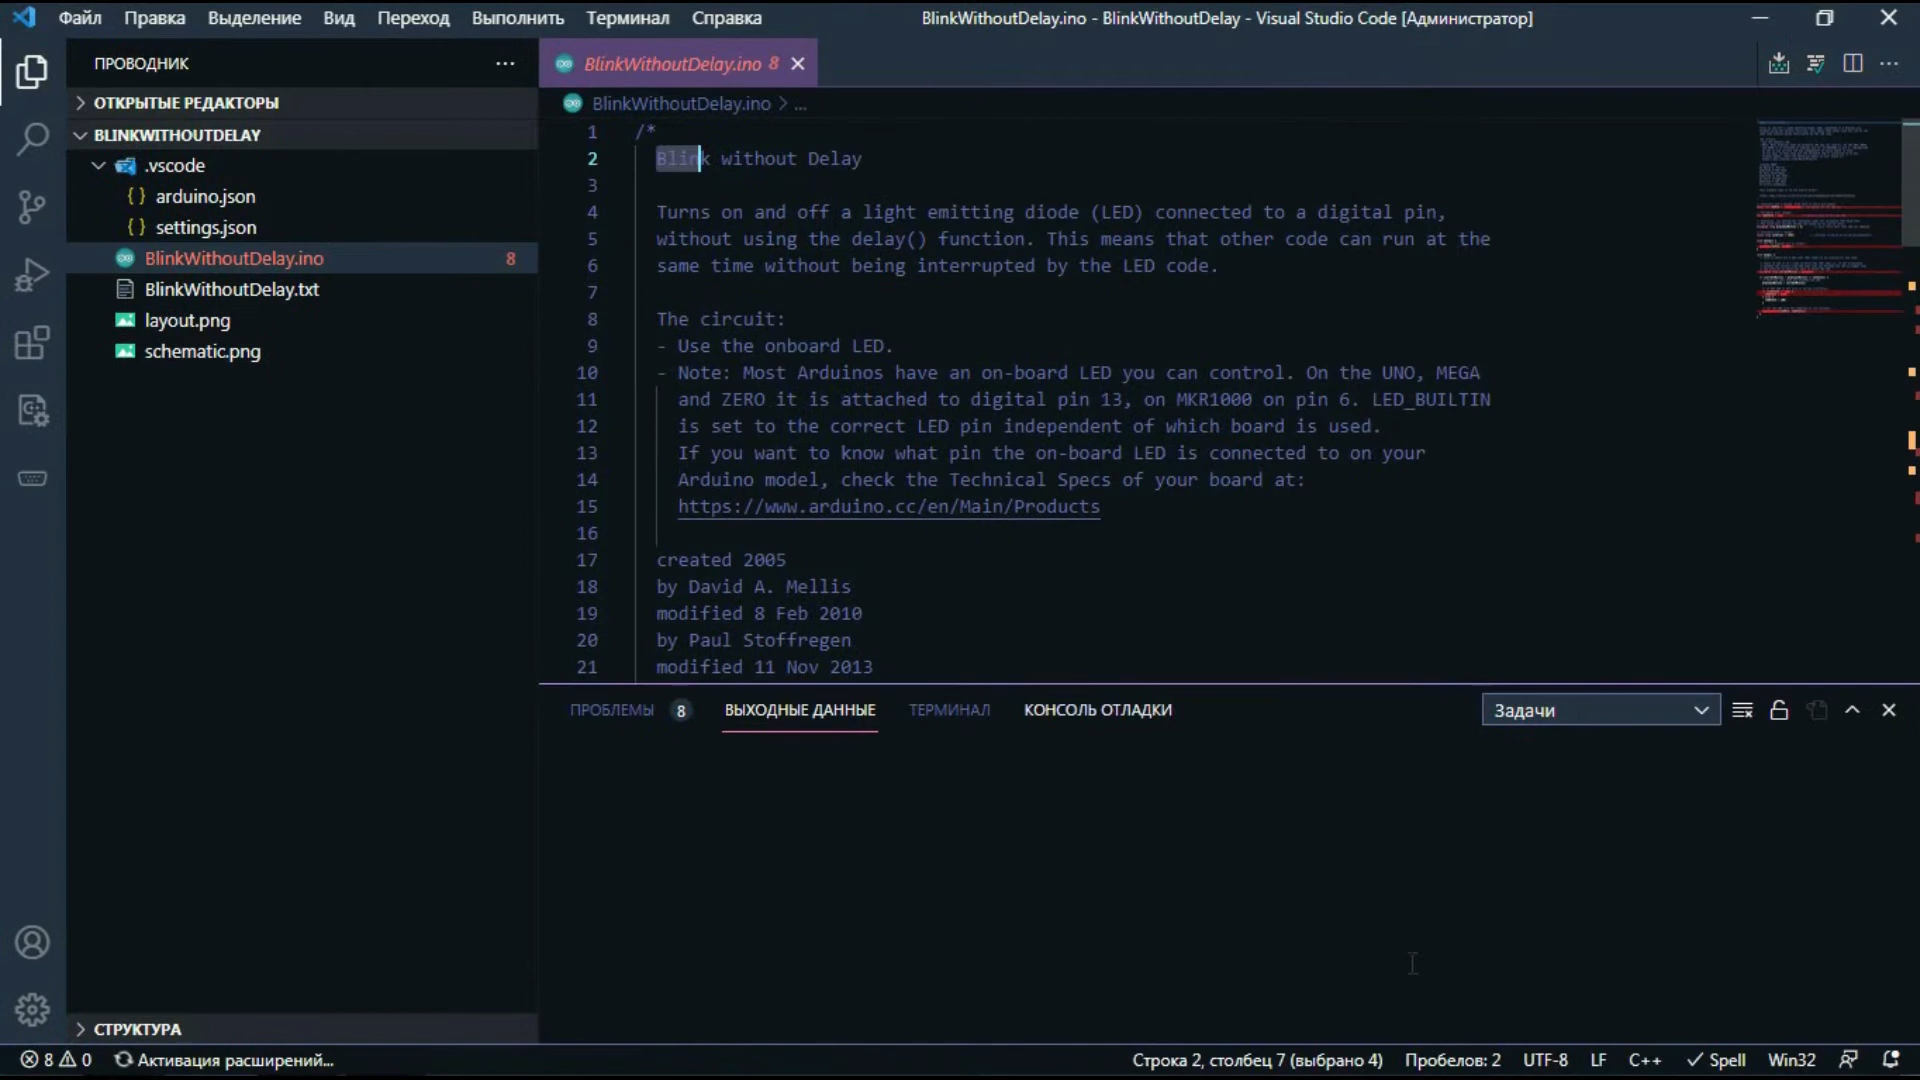 Файл Правка Выделение Вид Переход Выполнить Терминал Справка
BlinkWithoutDelay.ino - BlinkWithoutDelay - Visual Studio Code [Администратор]
ПРОВОДНИК
ОТКРЫТЫЕ РЕДАКТОРЫ
BLINKWITHOUTDELAY
.vscode
{} arduino.json
{} settings.json
BlinkWithoutDelay.ino 8
BlinkWithoutDelay.txt
layout.png
schematic.png
СТРУКТУРА
BlinkWithoutDelay.ino 8
BlinkWithoutDelay.ino > ...
1 /*
2 Blink without Delay
3
4 Turns on and off a light emitting diode (LED) connected to a digital pin,
5 without using the delay() function. This means that other code can run at the
6 same time without being interrupted by the LED code.
7
8 The circuit:
9 - Use the onboard LED.
10 - Note: Most Arduinos have an on-board LED you can control. On the UNO, MEGA
11 and ZERO it is attached to digital pin 13, on MKR1000 on pin 6. LED_BUILTIN
12 is set to the correct LED pin independent of which board is used.
13 If you want to know what pin the on-board LED is connected to on your
14 Arduino model, check the Technical Specs of your board at:
15 https://www.arduino.cc/en/Main/Products
16
17 created 2005
18 by David A. Mellis
19 modified 8 Feb 2010
20 by Paul Stoffregen
21 modified 11 Nov 2013
ПРОБЛЕМЫ 8 ВЫХОДНЫЕ ДАННЫЕ ТЕРМИНАЛ КОНСОЛЬ ОТЛАДКИ
Задачи
8 0 Активация расширений...
Строка 2, столбец 7 (выбрано 4) Пробелов: 2 UTF-8 LF C++ Spell Win32